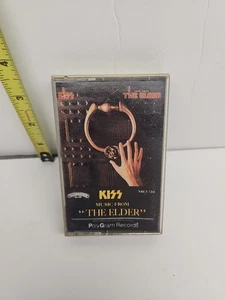 KISS THE ELDER
KISS
MUSIC FROM
"THE ELDER"
PolyGram Records